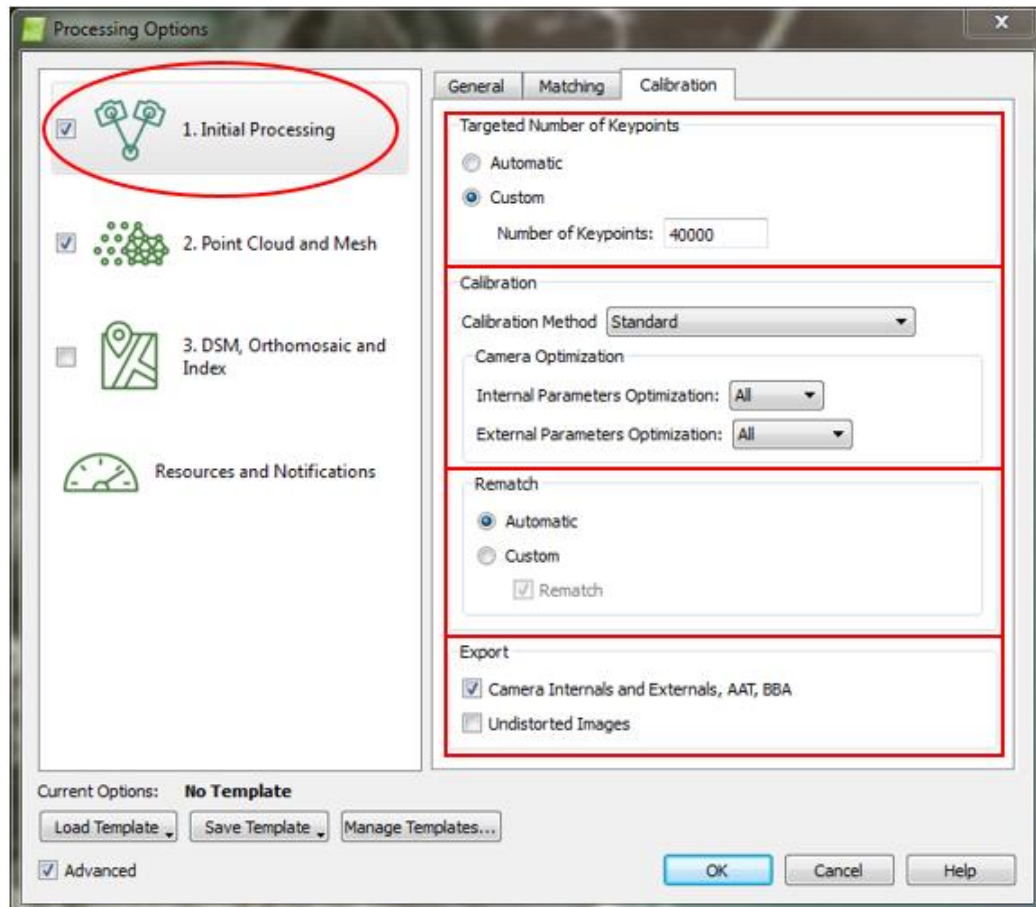 Processing Options
x
1. Initial Processing
2. Point Cloud and Mesh
3. DSM, Orthomosaic and
Index
Resources and Notifications
General Matching Calibration
Targeted Number of Keypoints
Automatic
Custom
Number of Keypoints: 40000
Calibration
Calibration Method Standard
Camera Optimization
Internal Parameters Optimization: All
External Parameters Optimization: All
Rematch
Automatic
Custom
Rematch
Export
Camera Internals and Externals, AAT, BBA
Undistorted Images
Current Options: No Template
Load Template Save Template Manage Templates...
Advanced
OK Cancel Help